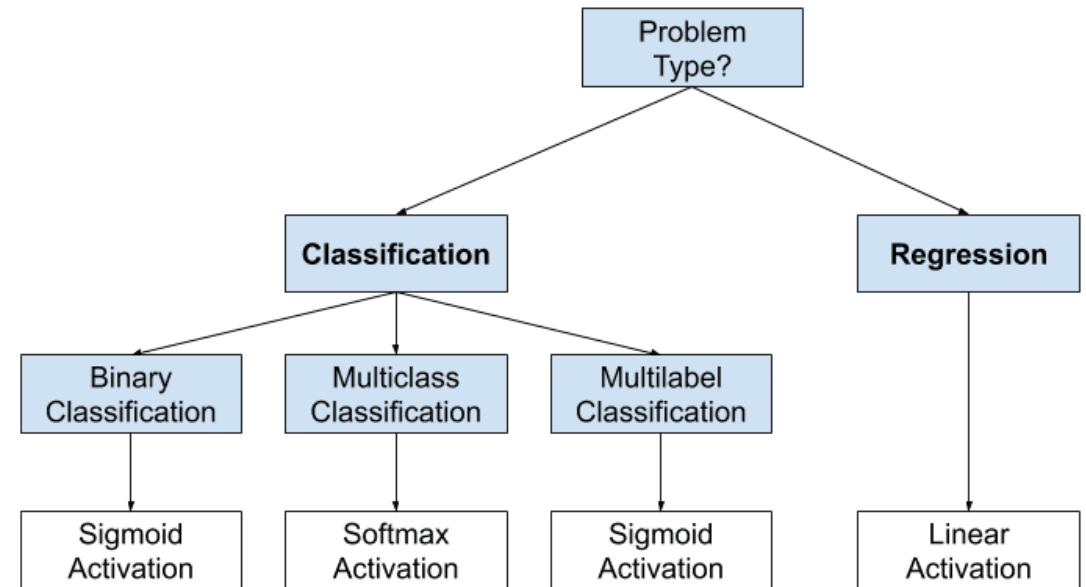 Problem
Type?
Classification
Regression
Binary
Classification
Multiclass
Classification
Multilabel
Classification
Sigmoid
Activation
Softmax
Activation
Sigmoid
Activation
Linear
Activation